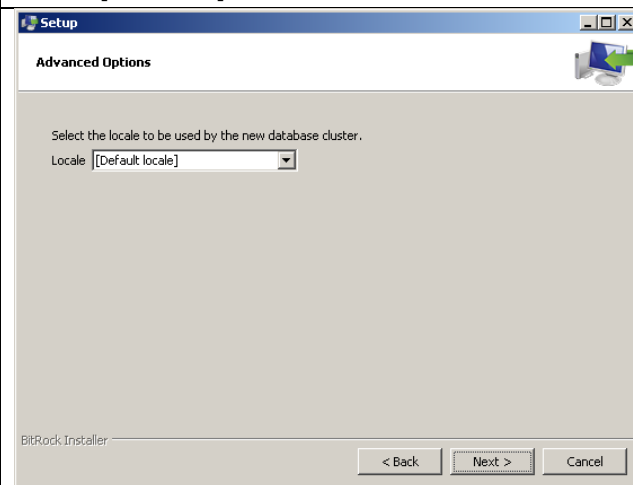 Setup
Advanced Options
Select the locale to be used by the new database cluster.
Locale [Default locale]
BitRock Installer
< Back Next > Cancel